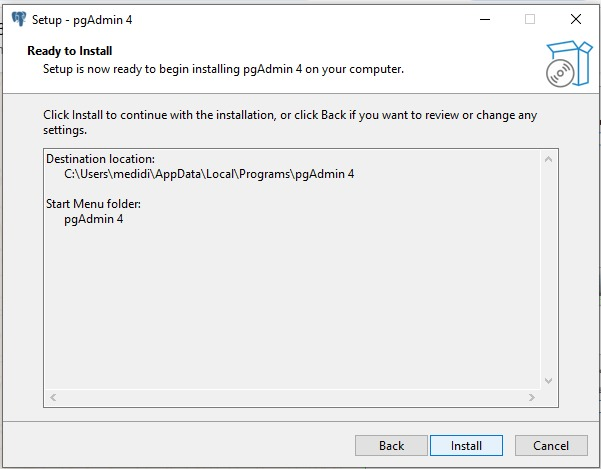 Setup - pgAdmin 4
Ready to Install
Setup is now ready to begin installing pgAdmin 4 on your computer.
Click Install to continue with the installation, or click Back if you want to review or change any
settings.
Destination location:
C:\Users\medidi\AppData\Local\Programs\pgAdmin 4
Start Menu folder:
pgAdmin 4
Back
Install
Cancel